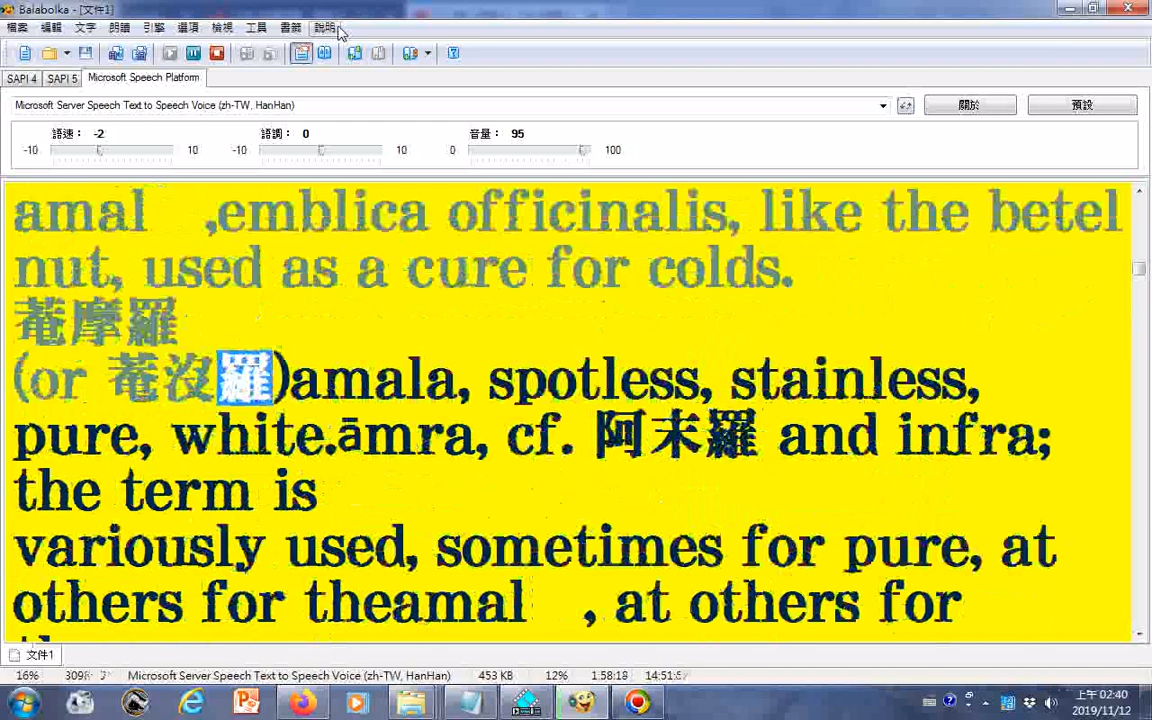 Balabolka - [文件1]
檔案 編輯 文字 朗讀 引擎 選項 檢視 工具 書籤 說明
SAPI 4 SAPI 5 Microsoft Speech Platform
Microsoft Server Speech Text to Speech Voice (zh-TW, HanHan) 關於 預設
語速： -2 語調： 0 音量： 95
-10 10 -10 10 0 100
amal ,emblica officinalis, like the betel
nut, used as a cure for colds.
菴摩羅
(or 菴沒羅)amala, spotless, stainless,
pure, white.āmra, cf. 阿末羅 and infra;
the term is
variously used, sometimes for pure, at
others for theamal , at others for
文件1
16% Microsoft Server Speech Text to Speech Voice (zh-TW, HanHan) 453 KB 12% 1:58:18
上午 02:40
2019/11/12